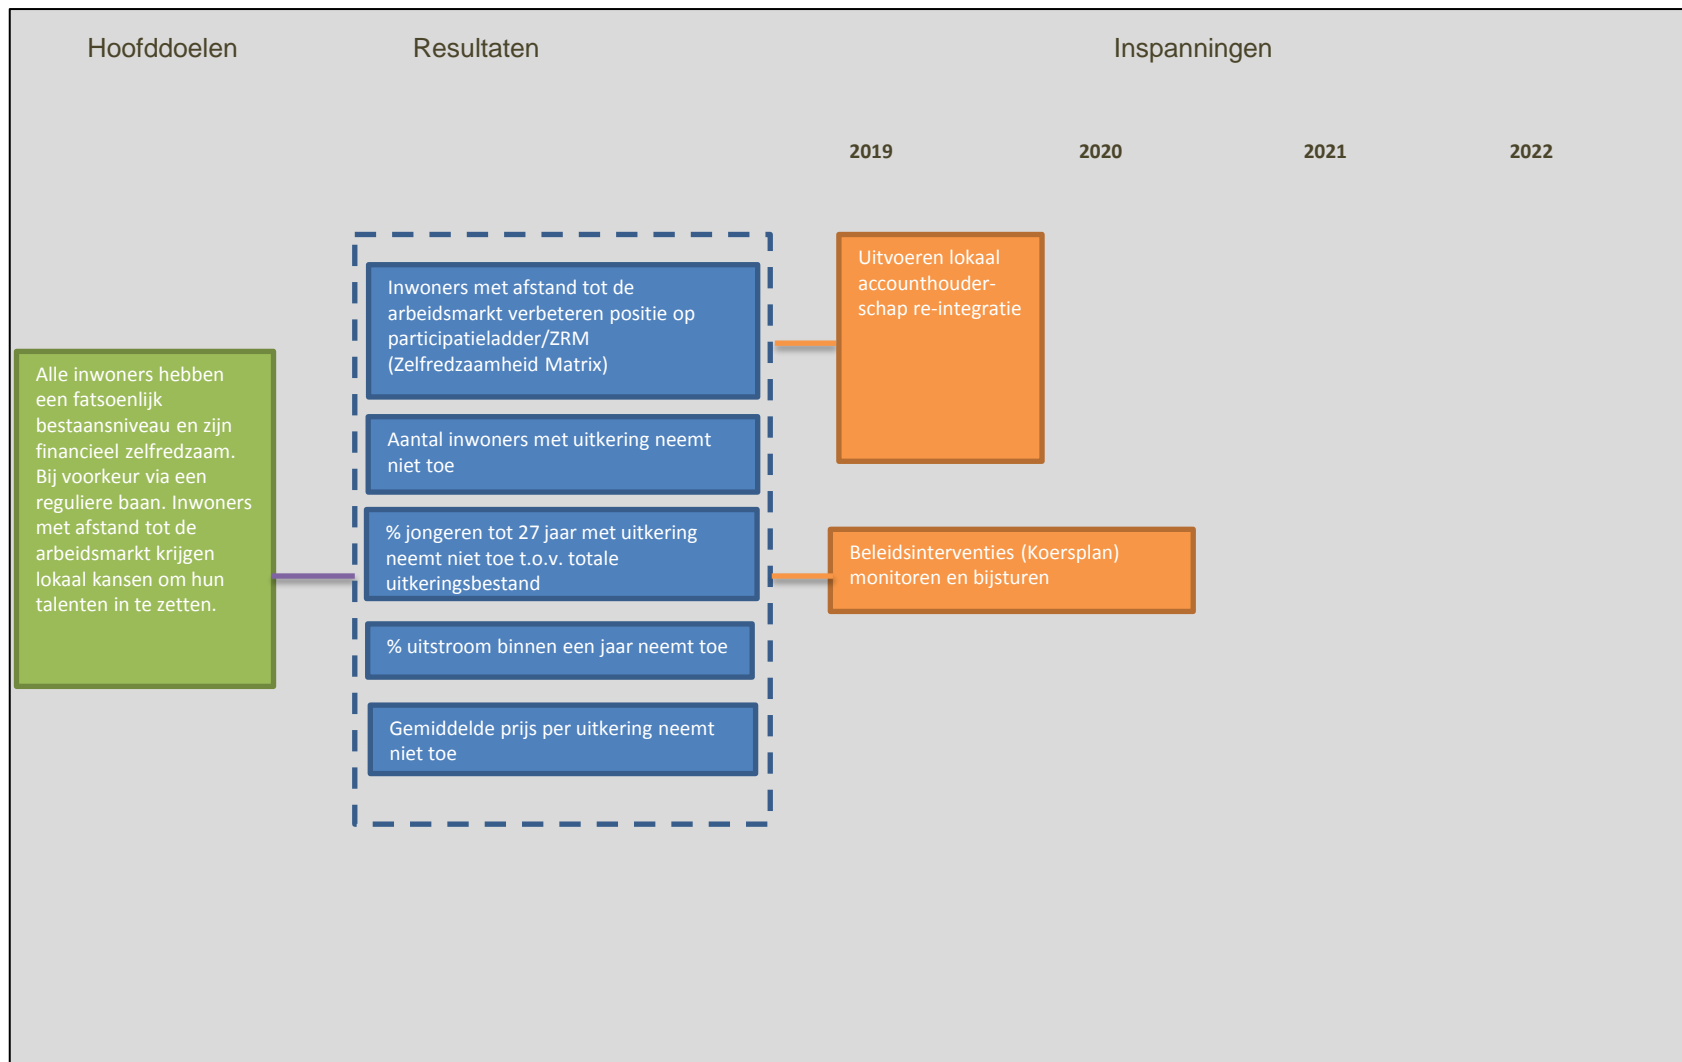 Hoofddoelen
Resultaten
Inspanningen
2019
2020
2021
2022
Alle inwoners hebben
een fatsoenlijk
bestaansniveau en zijn
financieel zelfredzaam.
Bij voorkeur via een
reguliere baan. Inwoners
met afstand tot de
arbeidsmarkt krijgen
lokaal kansen om hun
talenten in te zetten.
Inwoners met afstand tot de
arbeidsmarkt verbeteren positie op
participatieladder/ZRM
(Zelfredzaamheid Matrix)
Aantal inwoners met uitkering neemt
niet toe
% jongeren tot 27 jaar met uitkering
neemt niet toe t.o.v. totale
uitkeringsbestand
% uitstroom binnen een jaar neemt toe
Gemiddelde prijs per uitkering neemt
niet toe
Uitvoeren lokaal
accounthouder-
schap re-integratie
Beleidsinterventies (Koersplan)
monitoren en bijsturen